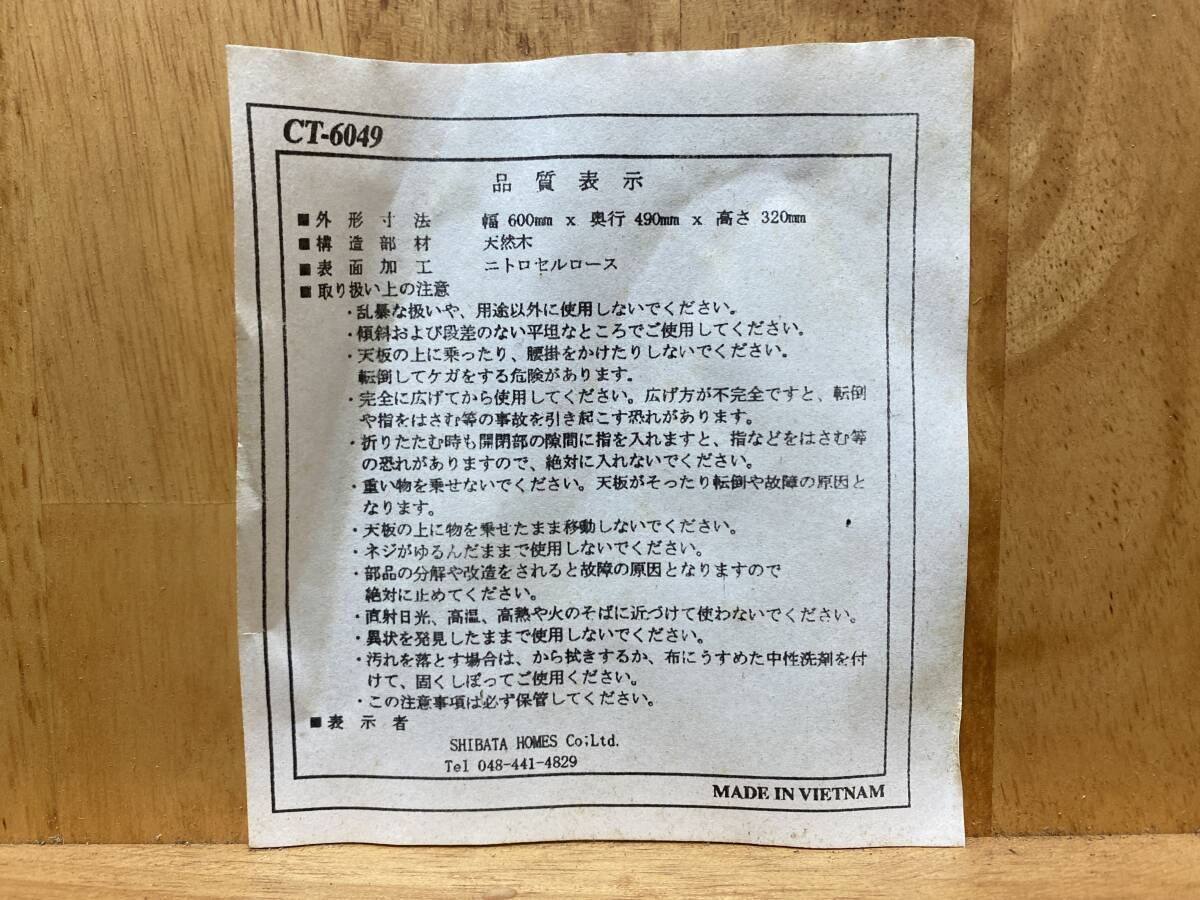 CT-6049
品質表示
■外形寸法 幅 600mm x 奥行 490mm x 高さ 320mm
■構造部材 天然木
■表面加工 ニトロセルロース
■取り扱い上の注意
・乱暴な扱いや、用途以外に使用しないでください。
・傾斜および段差のない平坦なところでご使用してください。
・天板の上に乗ったり、腰掛をかけたりしないでください。
転倒してケガをする危険があります。
・完全に広げてから使用してください。広げ方が不完全ですと、転倒
や指をはさむ等の事故を引き起こす恐れがあります。
・折りたたむ時も開閉部の隙間に指を入れますと、指などをはさむ等
の恐れがありますので、絶対に入れないでください。
・重い物を乗せないでください。天板がそったり転倒や故障の原因と
なります。
・天板の上に物を乗せたまま移動しないでください。
・ネジがゆるんだままで使用しないでください。
・部品の分解や改造をされると故障の原因となりますので
絶対に止めてください。
・直射日光、高温、高熱や火のそばに近づけて使わないでください。
・異状を発見したままで使用しないでください。
・汚れを落とす場合は、から拭きするか、布にうすめた中性洗剤を付
けて、固くしぼってご使用ください。
・この注意事項は必ず保管してください。
■表示者
SHIBATA HOMES Co;Ltd.
Tel 048-441-4829
MADE IN VIETNAM